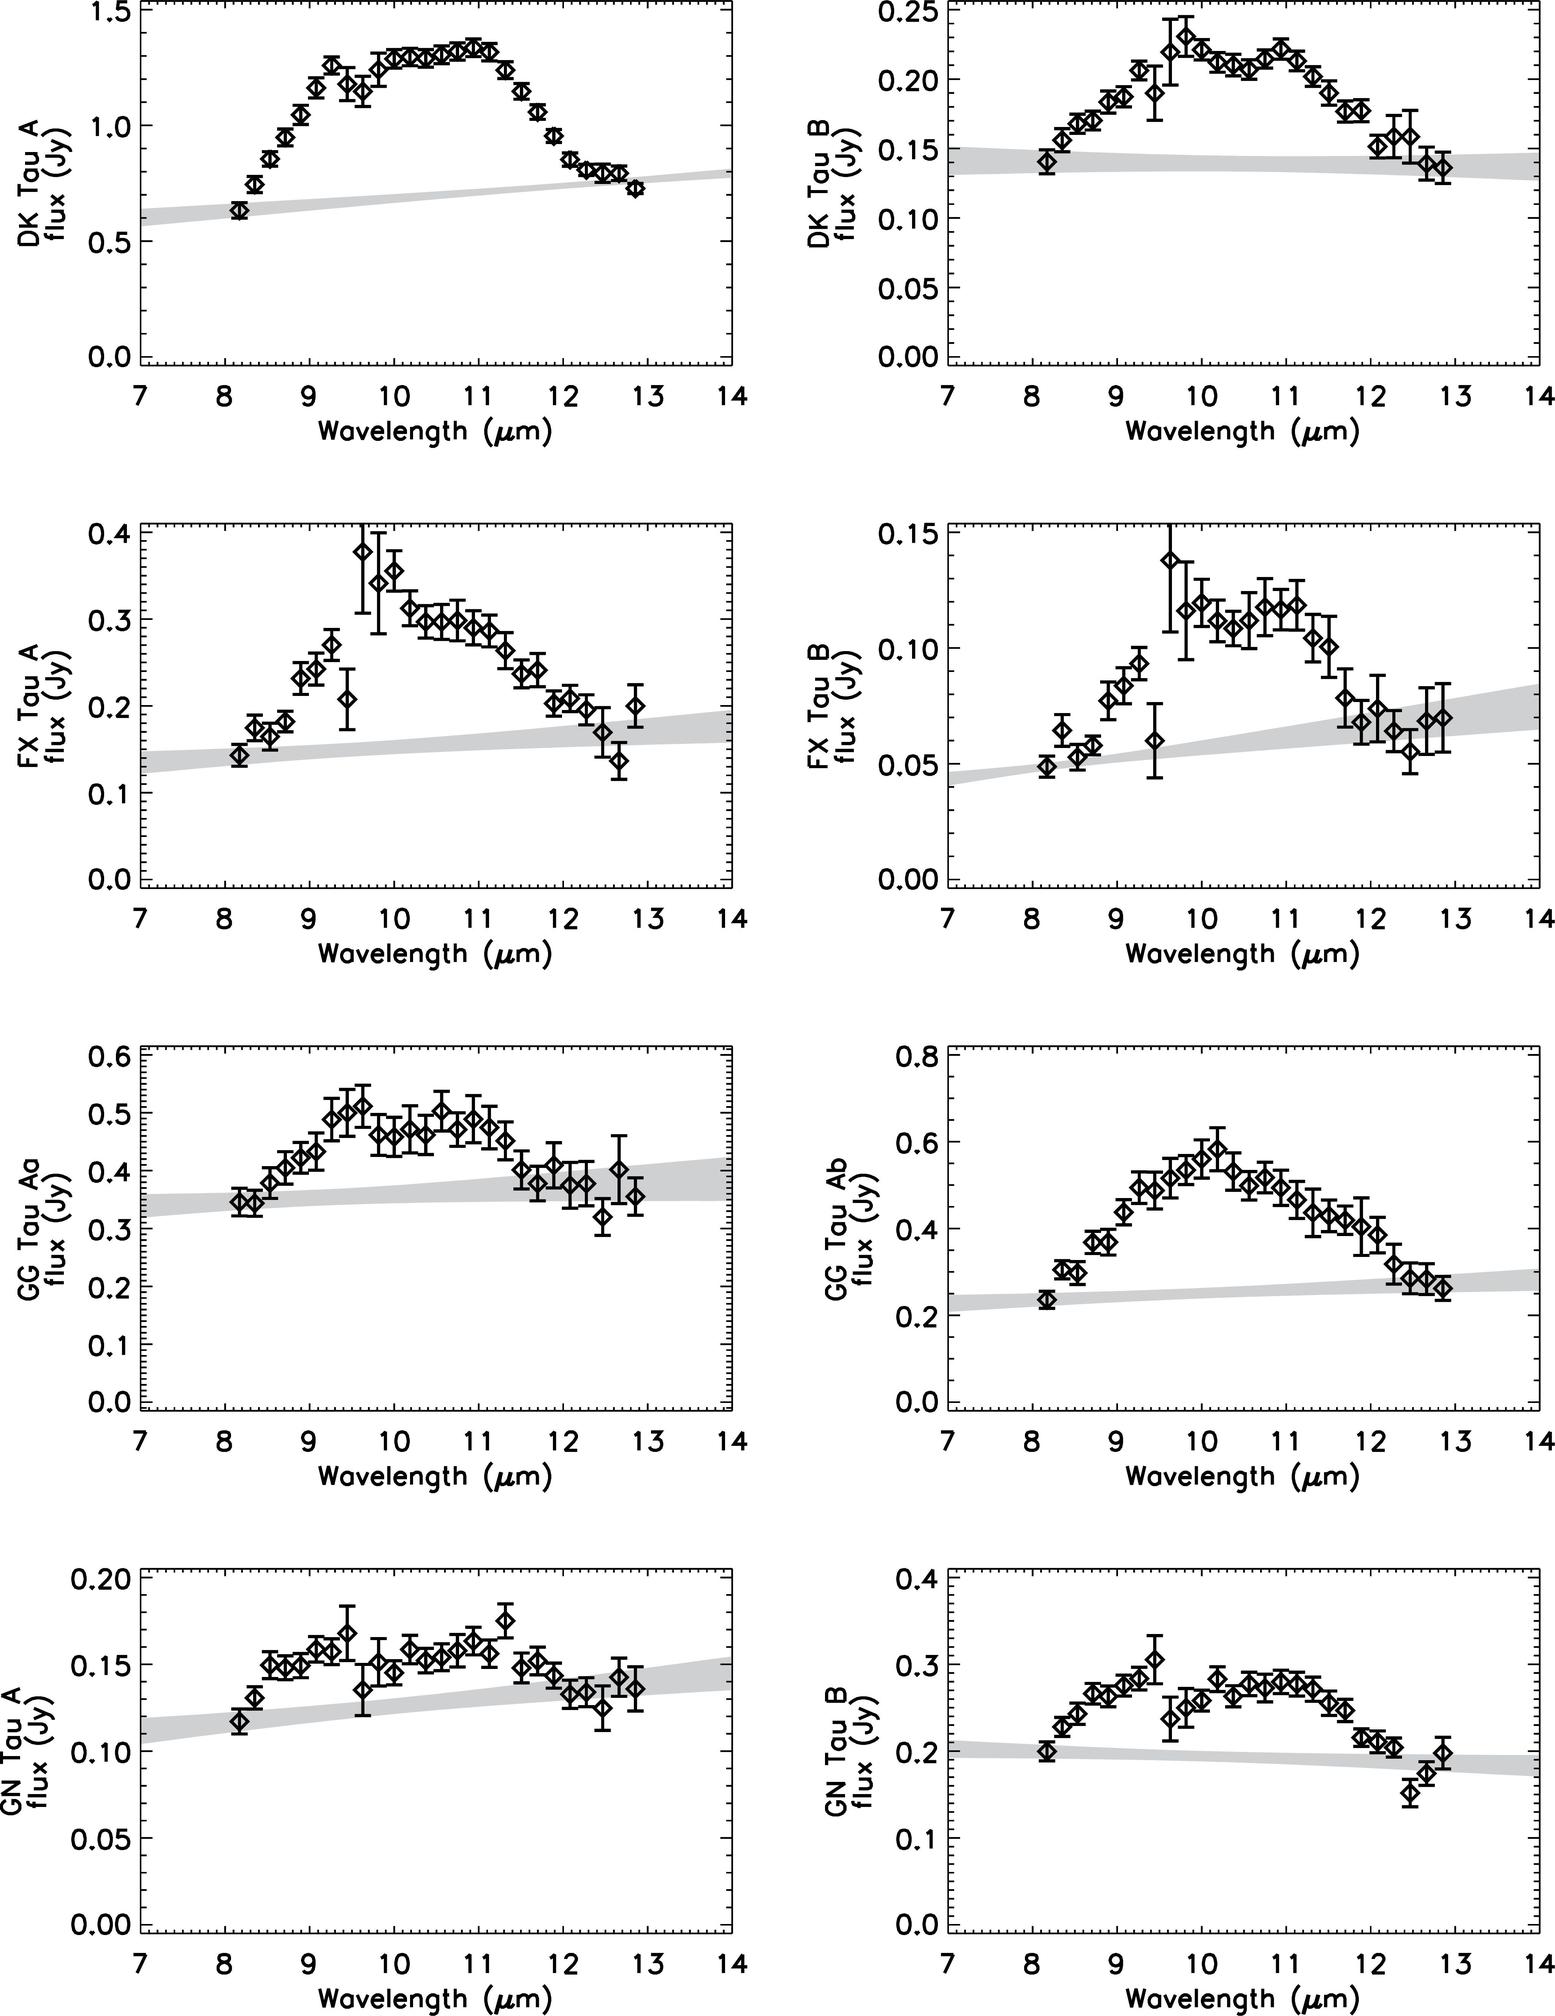 DK Tau A
flux (Jy)
1.5
1.0
0.5
0.0
7 8 9 10 11 12 13 14
Wavelength (μm)
DK Tau B
flux (Jy)
0.25
0.20
0.15
0.10
0.05
0.00
7 8 9 10 11 12 13 14
Wavelength (μm)
FX Tau A
flux (Jy)
0.4
0.3
0.2
0.1
0.0
7 8 9 10 11 12 13 14
Wavelength (μm)
FX Tau B
flux (Jy)
0.15
0.10
0.05
0.00
7 8 9 10 11 12 13 14
Wavelength (μm)
GG Tau Aa
flux (Jy)
0.6
0.5
0.4
0.3
0.2
0.1
0.0
7 8 9 10 11 12 13 14
Wavelength (μm)
GG Tau Ab
flux (Jy)
0.8
0.6
0.4
0.2
0.0
7 8 9 10 11 12 13 14
Wavelength (μm)
GN Tau A
flux (Jy)
0.20
0.15
0.10
0.05
0.00
7 8 9 10 11 12 13 14
Wavelength (μm)
GN Tau B
flux (Jy)
0.4
0.3
0.2
0.1
0.0
7 8 9 10 11 12 13 14
Wavelength (μm)